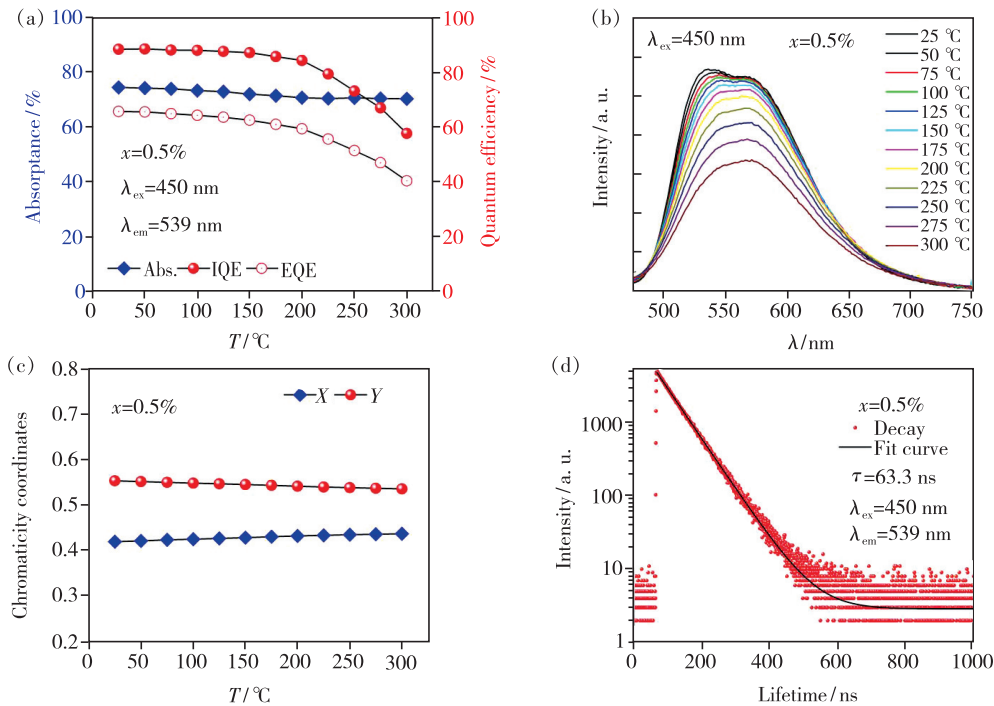 (a)
100
80
60
40
20
0
Absorptance/%
100
80
60
40
20
0
Quantum efficiency/%
x=0.5%
λex=450 nm
λem=539 nm
Abs. IQE EQE
0 50 100 150 200 250 300
T/℃
(b)
λex=450 nm x=0.5%
25 ℃
50 ℃
75 ℃
100 ℃
125 ℃
150 ℃
175 ℃
200 ℃
225 ℃
250 ℃
275 ℃
300 ℃
Intensity/a. u.
500 550 600 650 700 750
λ/nm
(c)
0.8
0.7
0.6
0.5
0.4
0.3
0.2
Chromaticity coordinates
x=0.5%
X Y
0 50 100 150 200 250 300
T/℃
(d)
1000
100
10
1
Intensity/a. u.
x=0.5%
Decay
Fit curve
τ=63.3 ns
λex=450 nm
λem=539 nm
0 200 400 600 800 1000
Lifetime/ns